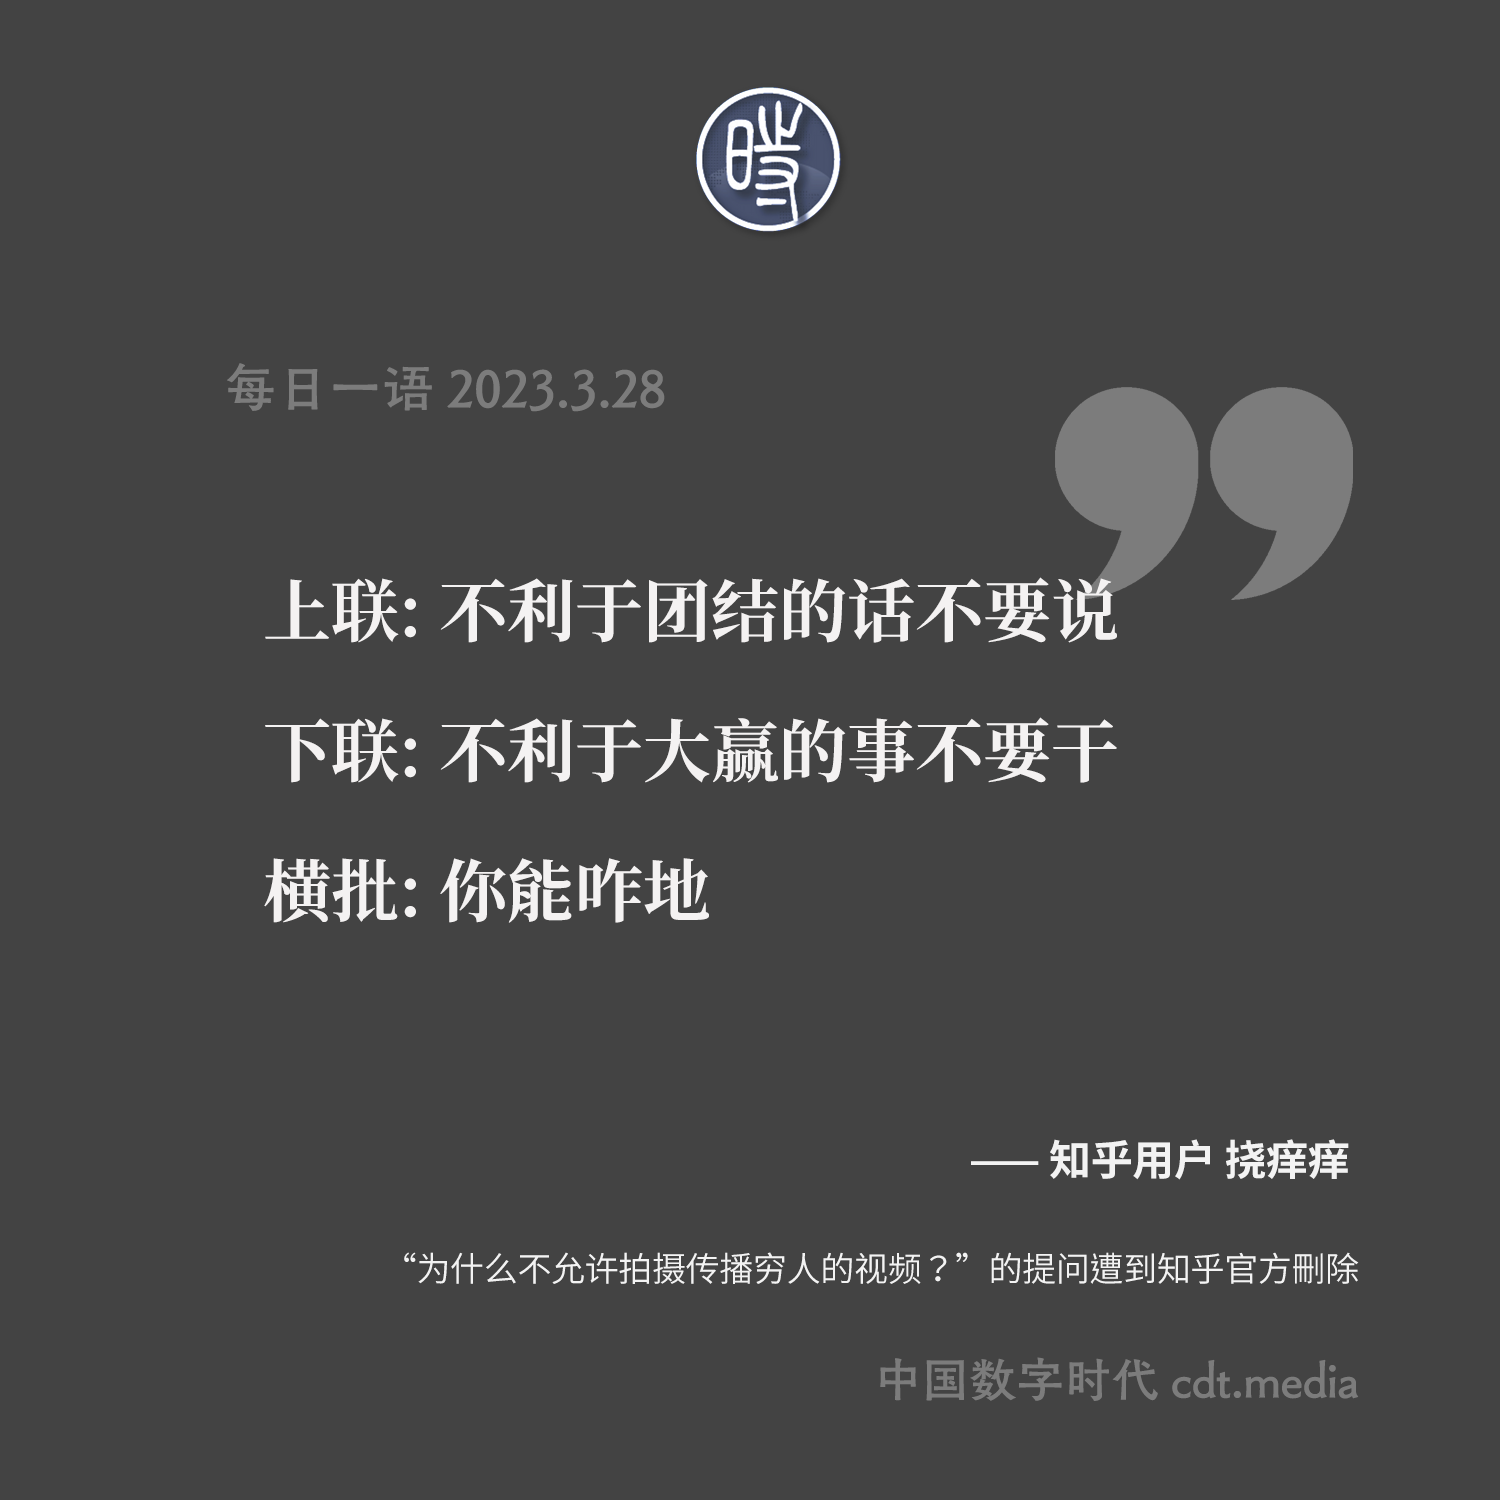 時
每日一语 2023.3.28
上联: 不利于团结的话不要说
下联: 不利于大赢的事不要干
横批: 你能咋地
—— 知乎用户 挠痒痒
“为什么不允许拍摄传播穷人的视频？”的提问遭到知乎官方刪除
中国数字时代 cdt.media